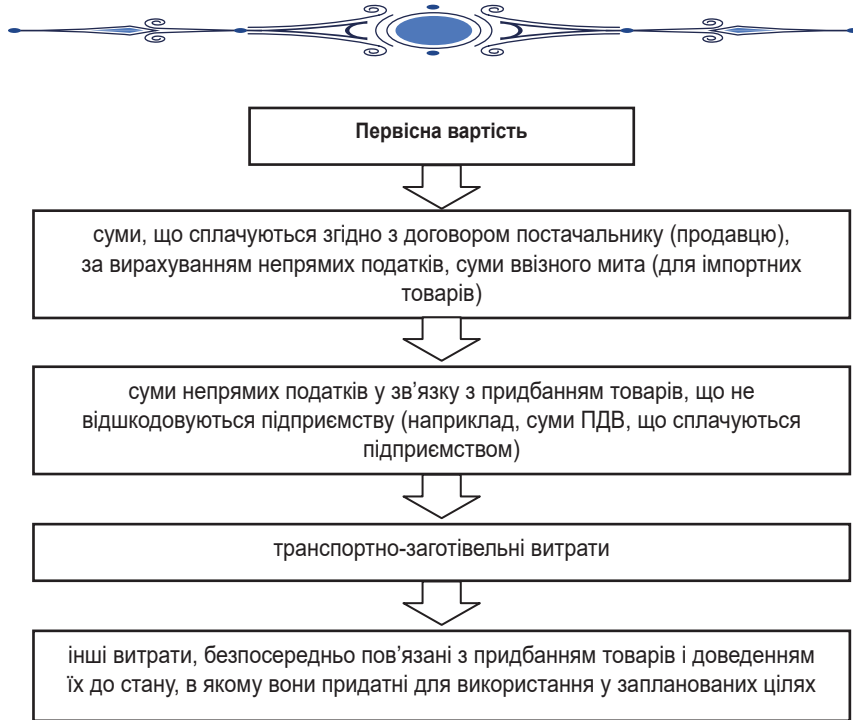 Первісна вартість
суми, що сплачуються згідно з договором постачальнику (продавцю),
за вирахуванням непрямих податків, суми ввізного мита (для імпортних
товарів)
суми непрямих податків у зв’язку з придбанням товарів, що не
відшкодовуються підприємству (наприклад, суми ПДВ, що сплачуються
підприємством)
транспортно-заготівельні витрати
інші витрати, безпосередньо пов’язані з придбанням товарів і доведенням
їх до стану, в якому вони придатні для використання у запланованих цілях